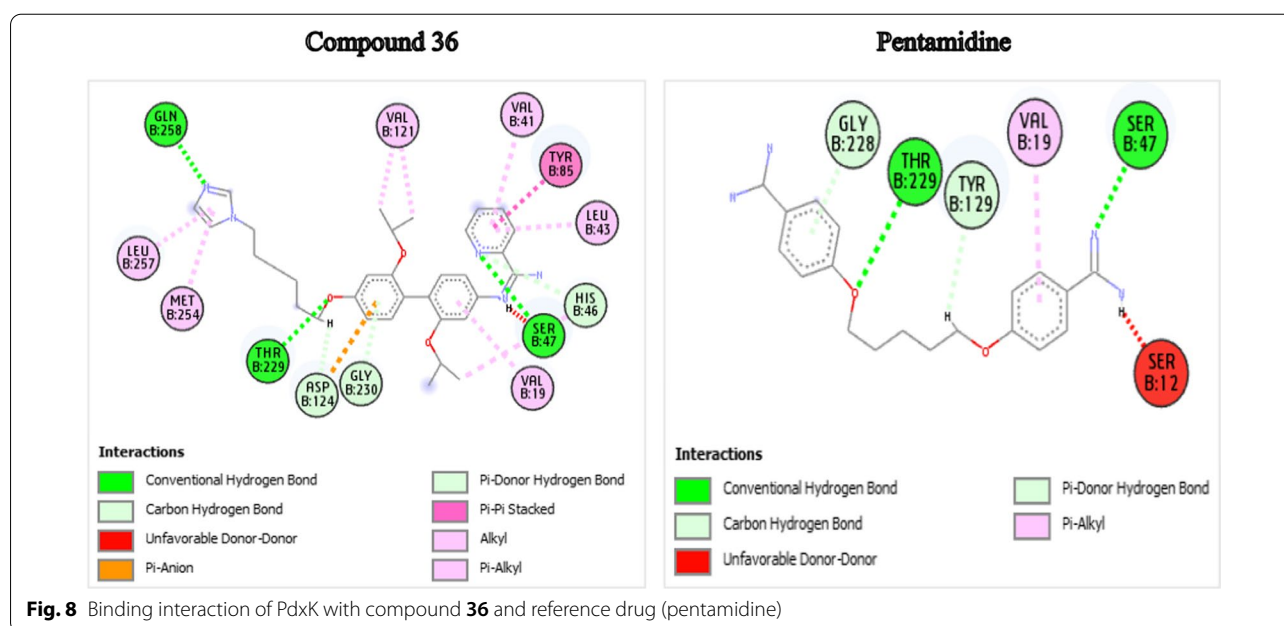 Compound 36
Pentamidine
GLN
B:258
VAL
B:121
VAL
B:41
TYR
B:85
LEU
B:43
LEU
B:257
MET
B:254
HIS
B:46
THR
B:229
ASP
B:124
GLY
B:230
SER
B:47
VAL
B:19
N
N
O
O
O
N
N
N
H
H
Interactions
Conventional Hydrogen Bond
Carbon Hydrogen Bond
Unfavorable Donor-Donor
Pi-Anion
Pi-Donor Hydrogen Bond
Pi-Pi Stacked
Alkyl
Pi-Alkyl
GLY
B:228
THR
B:229
TYR
B:129
VAL
B:19
SER
B:47
SER
B:12
N
N
O
H
O
N
N
H
Interactions
Conventional Hydrogen Bond
Carbon Hydrogen Bond
Unfavorable Donor-Donor
Pi-Donor Hydrogen Bond
Pi-Alkyl
Fig. 8 Binding interaction of PdxK with compound 36 and reference drug (pentamidine)